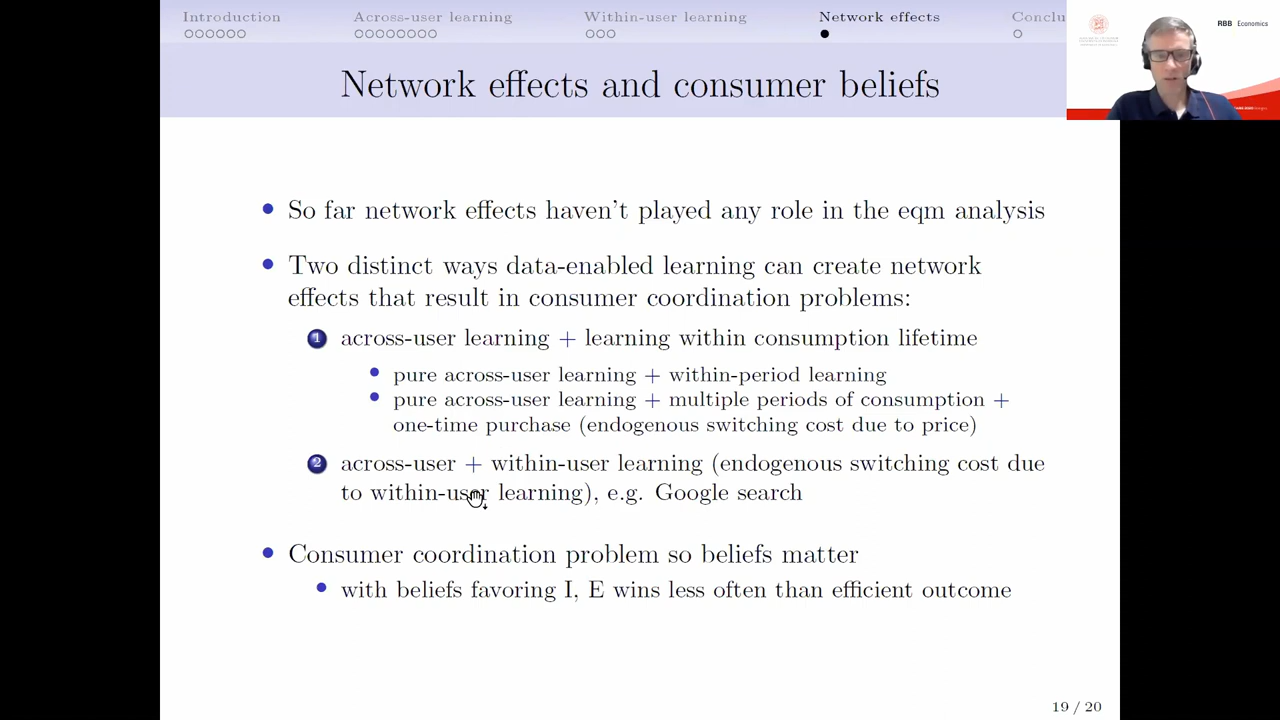 Introduction Across-user learning Within-user learning Network effects Conclu
RBB Economics
Network effects and consumer beliefs
So far network effects haven't played any role in the eqm analysis
Two distinct ways data-enabled learning can create network
effects that result in consumer coordination problems:
1 across-user learning + learning within consumption lifetime
pure across-user learning + within-period learning
pure across-user learning + multiple periods of consumption +
one-time purchase (endogenous switching cost due to price)
2 across-user + within-user learning (endogenous switching cost due
to within-user learning), e.g. Google search
Consumer coordination problem so beliefs matter
with beliefs favoring I, E wins less often than efficient outcome
19 / 20